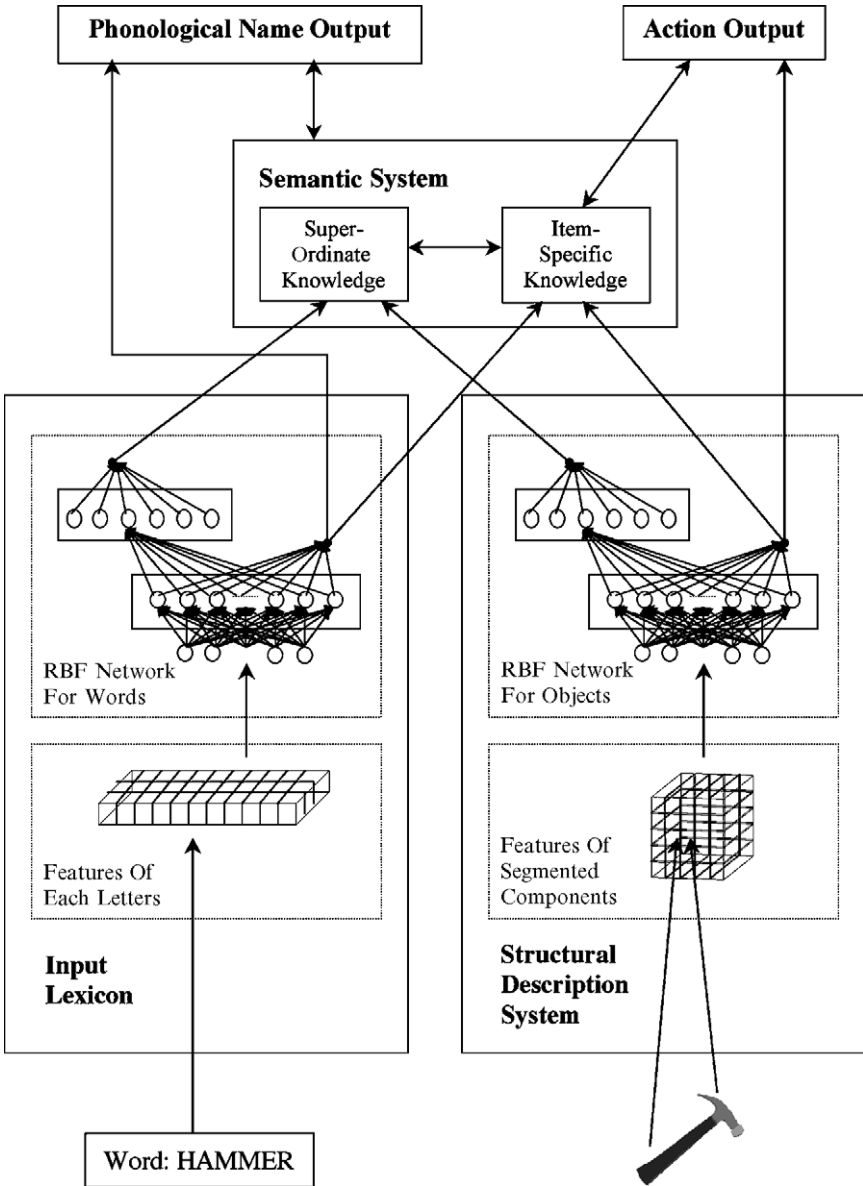 Phonological Name Output
Action Output
Semantic System
Super-
Ordinate
Knowledge
Item-
Specific
Knowledge
RBF Network
For Words
RBF Network
For Objects
Features Of
Each Letters
Features Of
Segmented
Components
Input
Lexicon
Structural
Description
System
Word: HAMMER